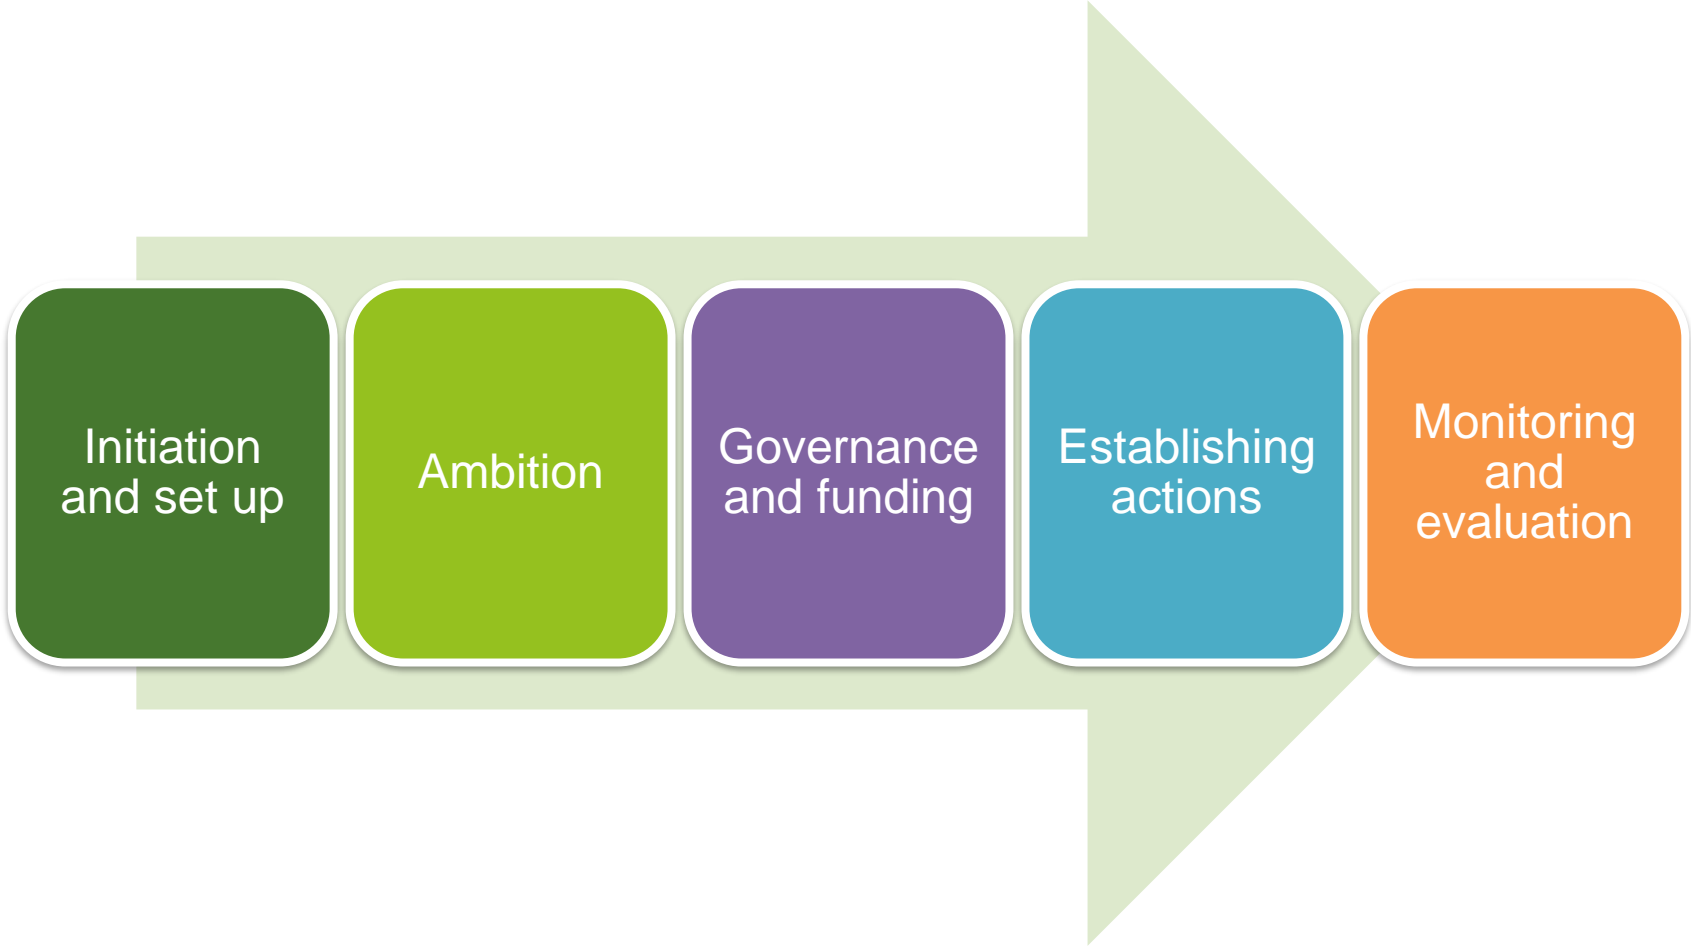 Initiation
and set up
Ambition
Governance
and funding
Establishing
actions
Monitoring
and
evaluation